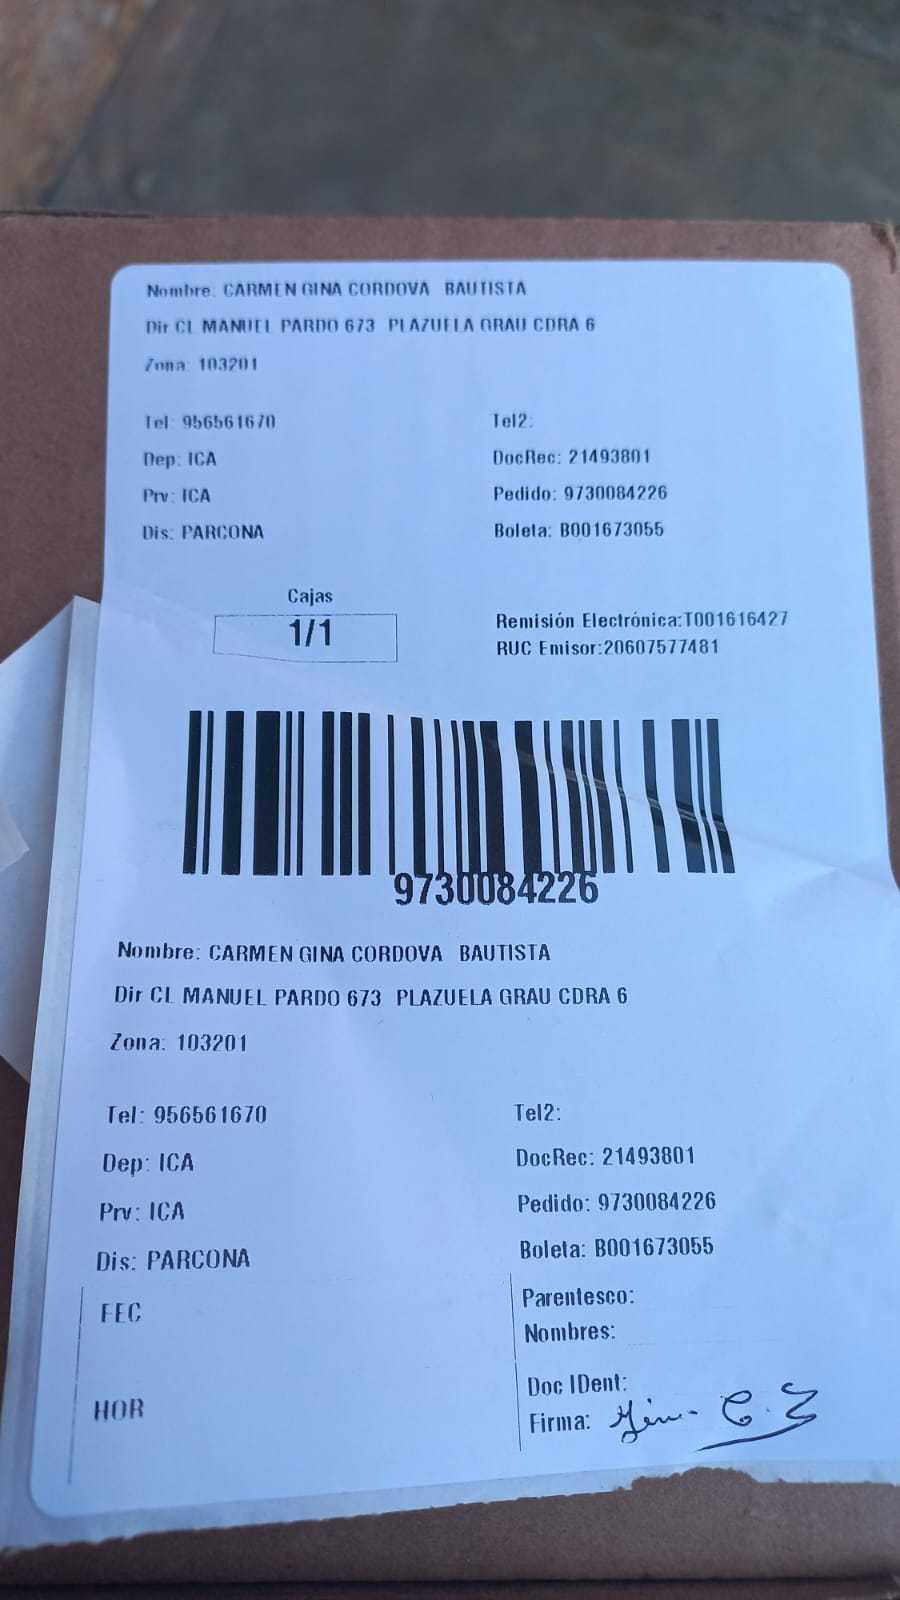 Nombre: CARMEN GINA CORDOVA BAUTISTA
Dir CL MANUEL PARDO 673 PLAZUELA GRAU CDRA 6
Zona: 103201
Tel: 956561670 Tel2:
Dep: ICA DocRec: 21493801
Prv: ICA Pedido: 9730084226
Dis: PARCONA Boleta: B001673055
Cajas
1/1
Remisión Electrónica:T001616427
RUC Emisor:20607577481
9730084226
Nombre: CARMEN GINA CORDOVA BAUTISTA
Dir CL MANUEL PARDO 673 PLAZUELA GRAU CDRA 6
Zona: 103201
Tel: 956561670 Tel2:
Dep: ICA DocRec: 21493801
Prv: ICA Pedido: 9730084226
Dis: PARCONA Boleta: B001673055
FEC Parentesco:
Nombres:
Doc IDent:
HOR Firma: